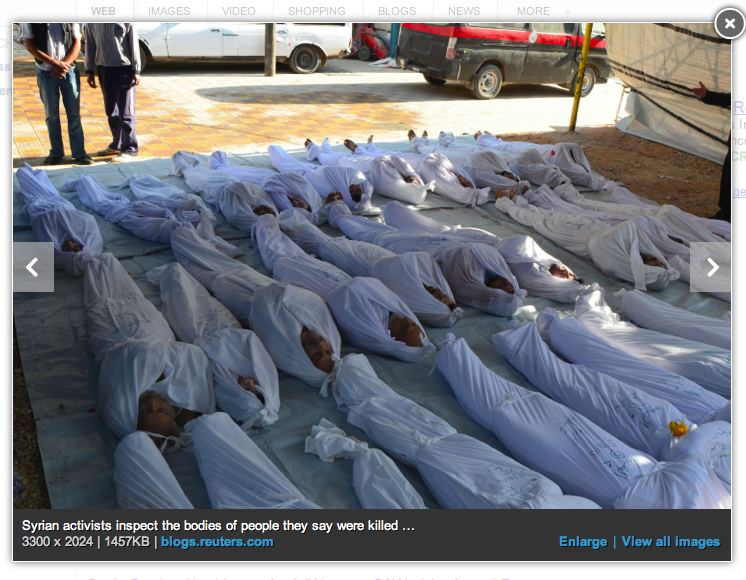 WEB IMAGES VIDEO SHOPPING BLOGS NEWS MORE
Syrian activists inspect the bodies of people they say were killed ...
3300 x 2024 | 1457KB | blogs.reuters.com
Enlarge | View all images